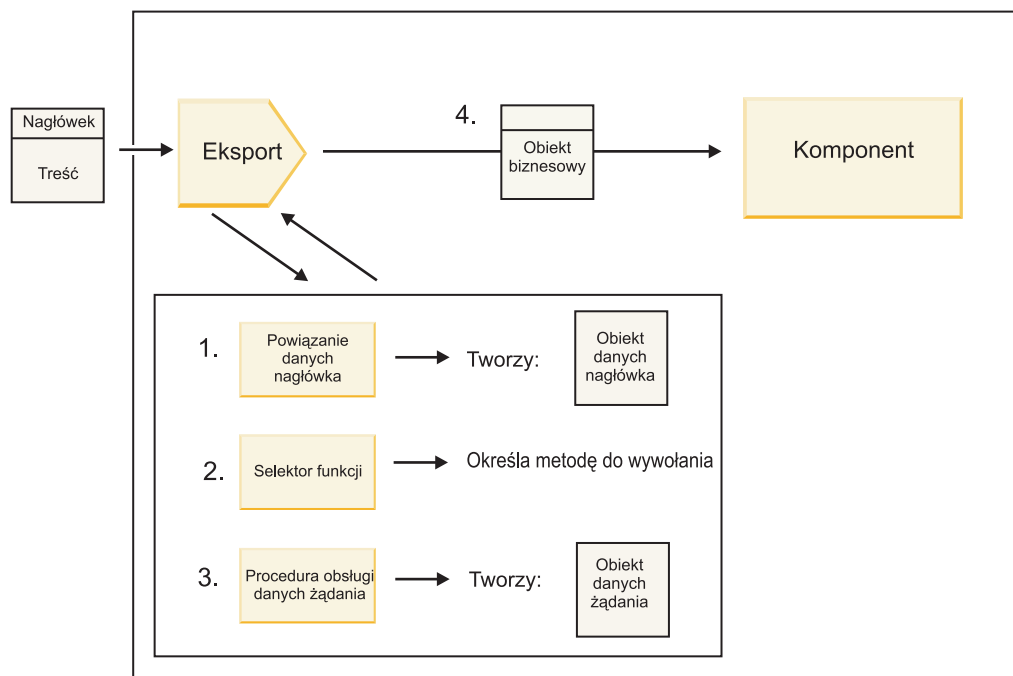 Nagłówek
Treść
Eksport
4.
Obiekt
biznesowy
Komponent
1.
Powiązanie
danych
nagłówka
Tworzy:
Obiekt
danych
nagłówka
2.
Selektor funkcji
Określa metodę do wywołania
3.
Procedura obsługi
danych żądania
Tworzy:
Obiekt
danych
żądania